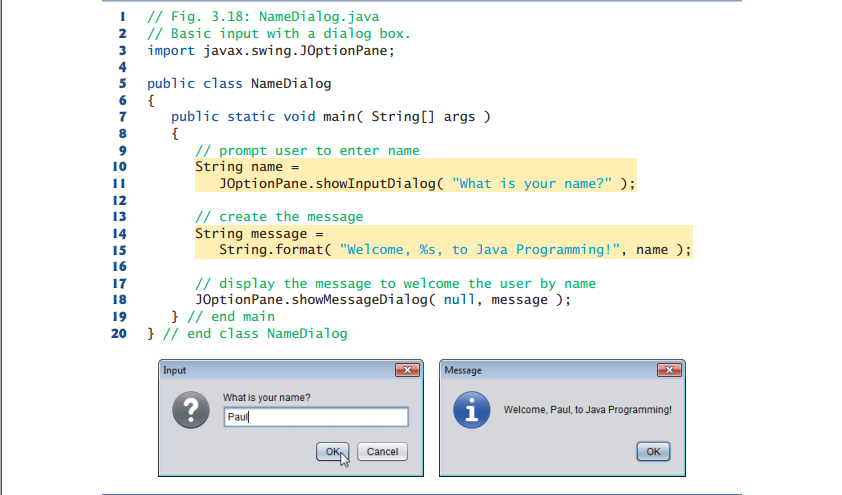 1 // Fig. 3.18: NameDialog.java
2 // Basic input with a dialog box.
3 import javax.swing.JOptionPane;
4
5 public class NameDialog
6 {
7 public static void main( String[] args )
8 {
9 // prompt user to enter name
10 String name =
11 JOptionPane.showInputDialog( "What is your name?" );
12
13 // create the message
14 String message =
15 String.format( "Welcome, %s, to Java Programming!", name );
16
17 // display the message to welcome the user by name
18 JOptionPane.showMessageDialog( null, message );
19 } // end main
20 } // end class NameDialog
Input
What is your name?
Paul
OK Cancel
Message
Welcome, Paul, to Java Programming!
OK